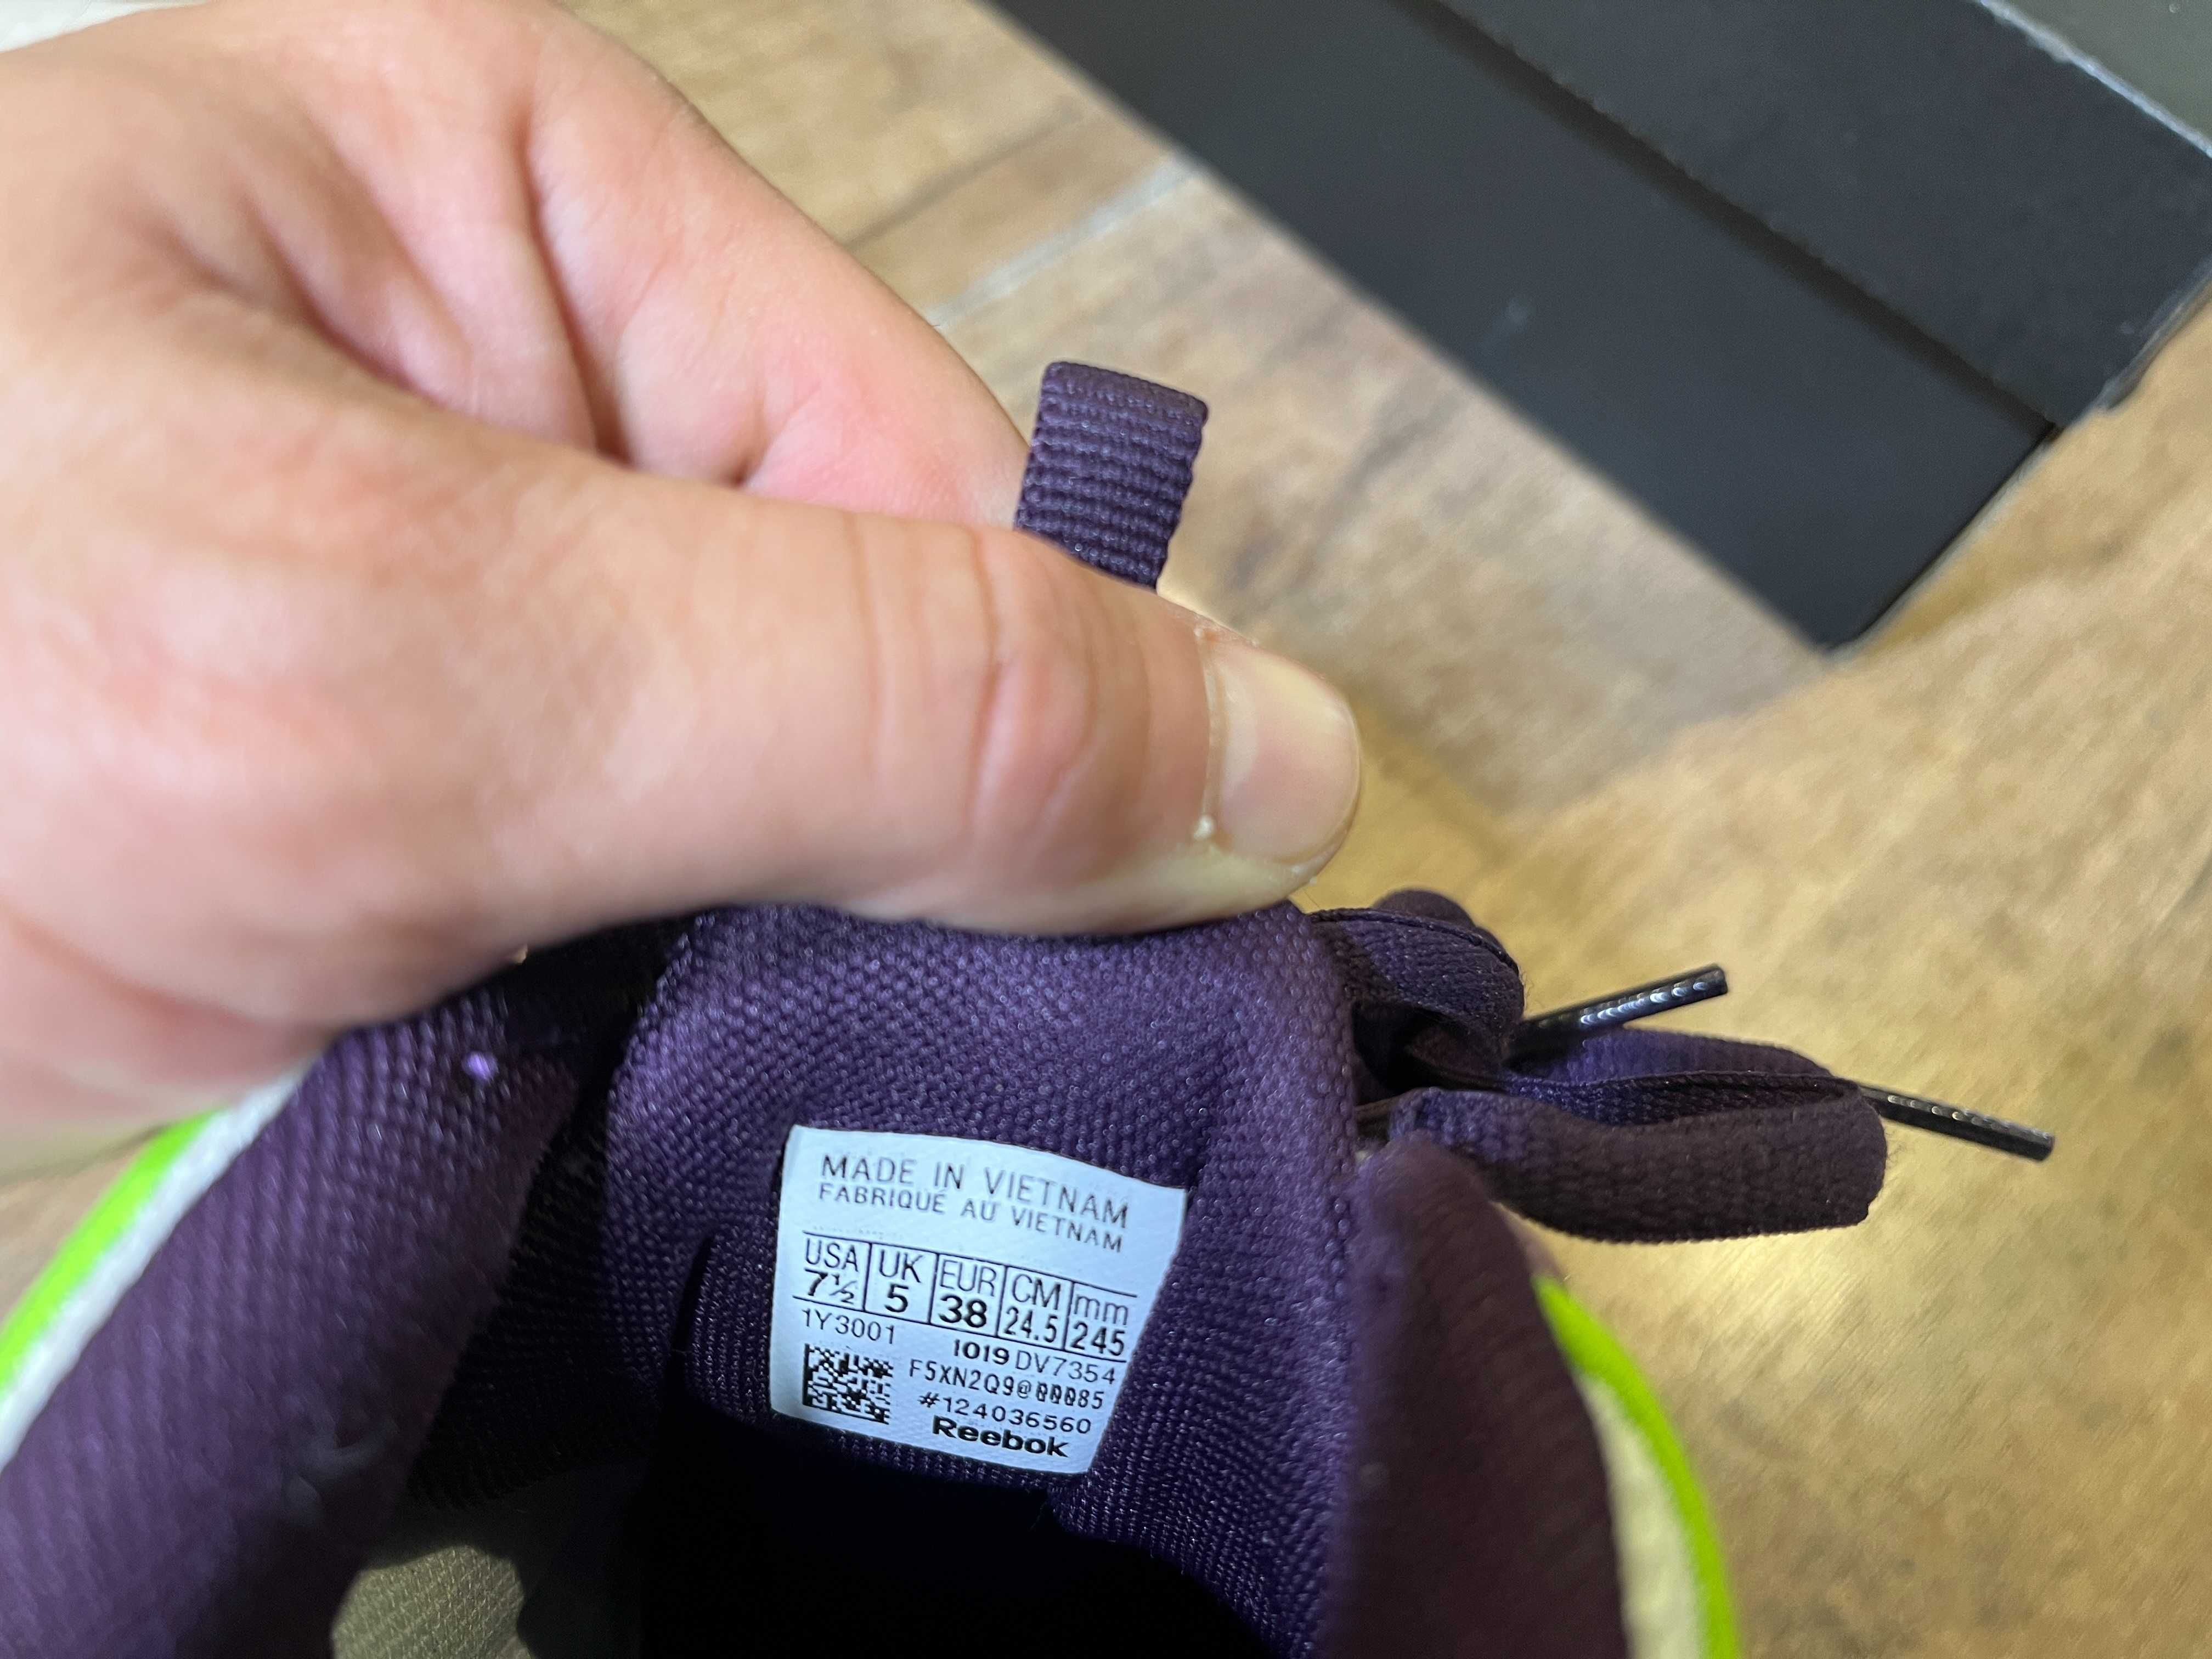 MADE IN VIETNAM
FABRIQUÉ AU VIETNAM
USA UK EUR CM mm
7½ 5 38 24.5 245
1Y3001 1019 DV7354
F5XN2Q9@00085
#124036560
Reebok